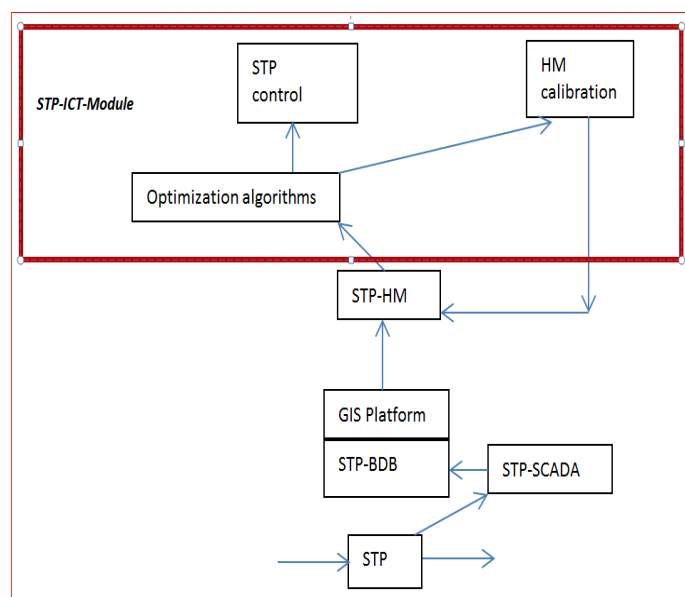 STP
control
HM
calibration
STP-ICT-Module
Optimization algorithms
STP-HM
GIS Platform
STP-BDB
STP-SCADA
STP